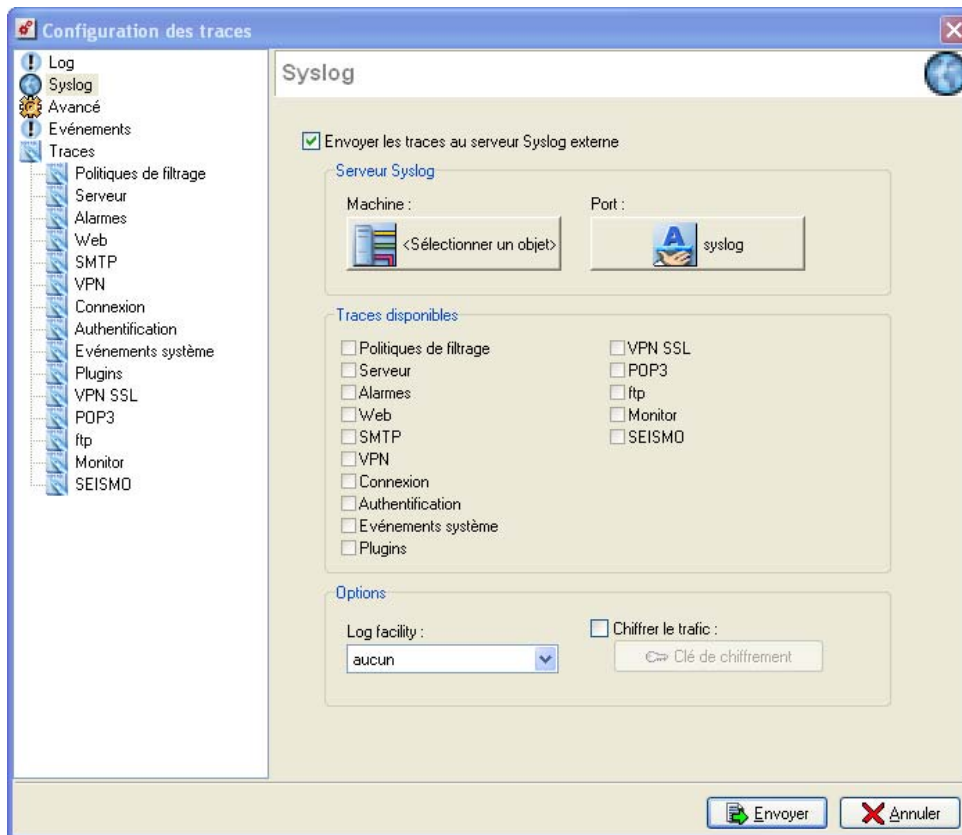 Configuration des traces
Log
Syslog
Avancé
Evénements
Traces
Politiques de filtrage
Serveur
Alarmes
Web
SMTP
VPN
Connexion
Authentification
Evénements système
Plugins
VPN SSL
POP3
ftp
Monitor
SEISMO
Syslog
Envoyer les traces au serveur Syslog externe
Serveur Syslog
Machine :
<Sélectionner un objet>
Port :
syslog
Traces disponibles
Politiques de filtrage
Serveur
Alarmes
Web
SMTP
VPN
Connexion
Authentification
Evénements système
Plugins
VPN SSL
POP3
ftp
Monitor
SEISMO
Options
Log facility :
aucun
Chiffrer le trafic :
Clé de chiffrement
Envoyer
Annuler